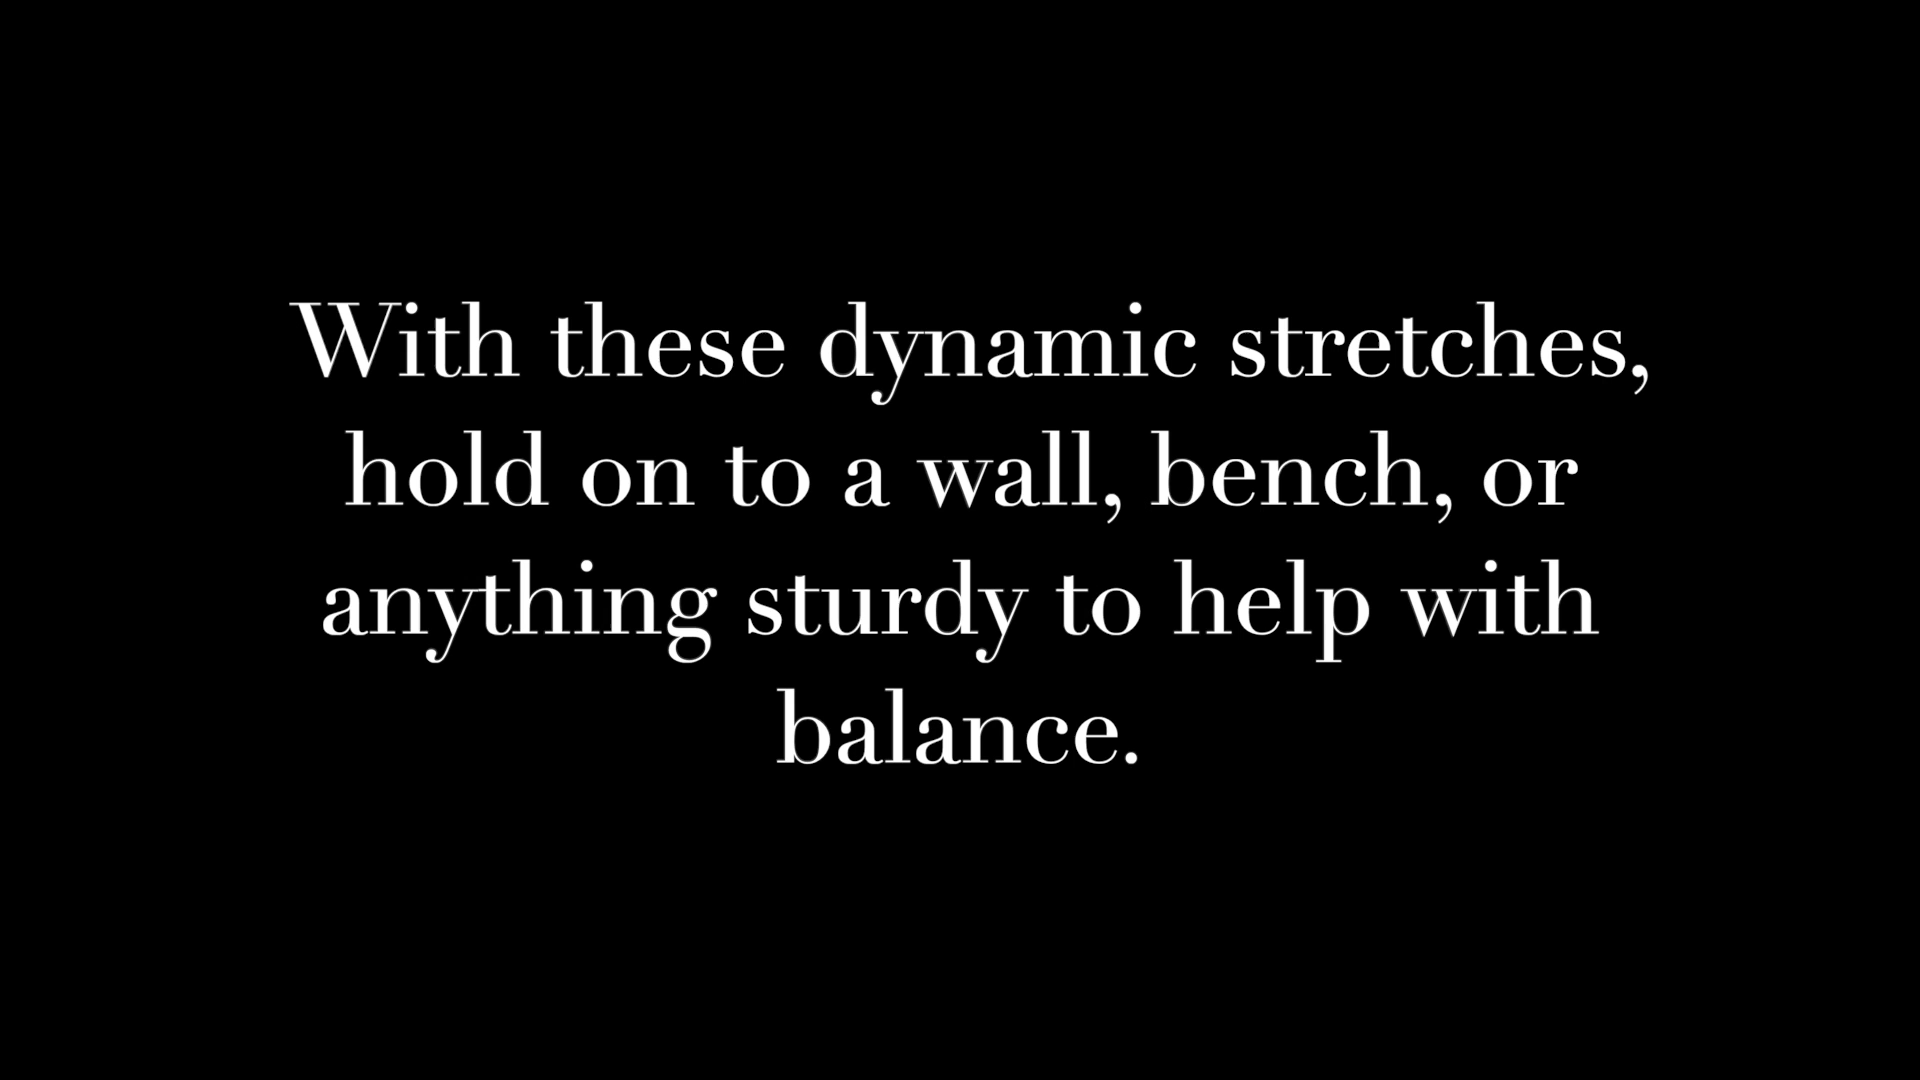 With these dynamic stretches,
hold on to a wall, bench, or
anything sturdy to help with
balance.